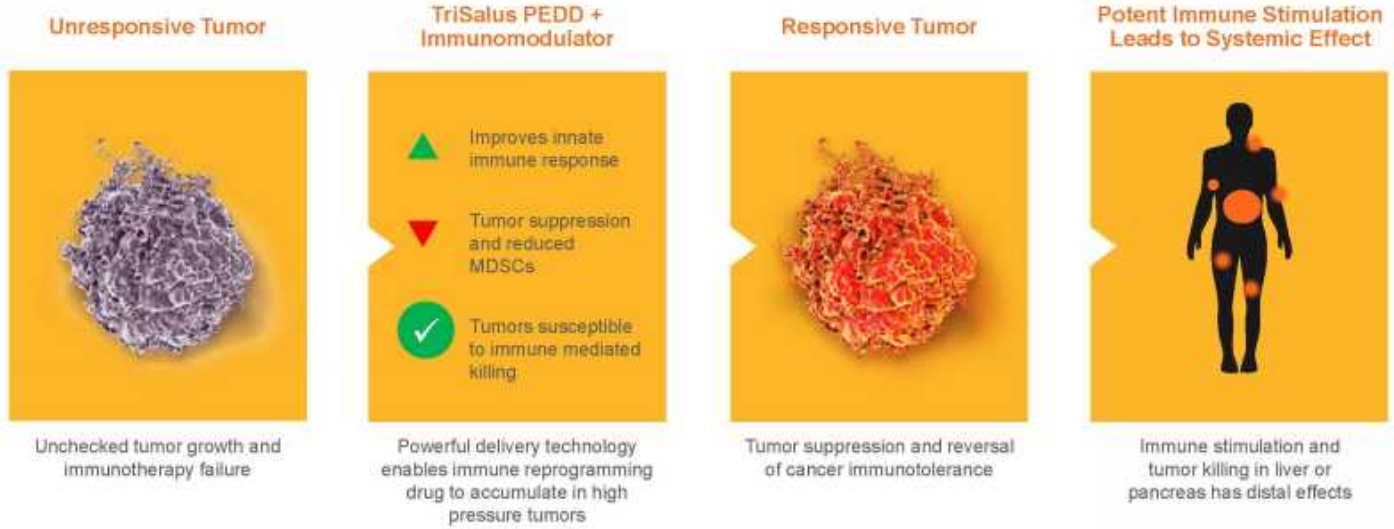 Unresponsive Tumor
Unchecked tumor growth and
immunotherapy failure
TriSalus PEDD +
Immunomodulator
Improves innate
immune response
Tumor suppression
and reduced
MDSCs
Tumors susceptible
to immune mediated
killing
Powerful delivery technology
enables immune reprogramming
drug to accumulate in high
pressure tumors
Responsive Tumor
Tumor suppression and reversal
of cancer immunotolerance
Potent Immune Stimulation
Leads to Systemic Effect
Immune stimulation and
tumor killing in liver or
pancreas has distal effects